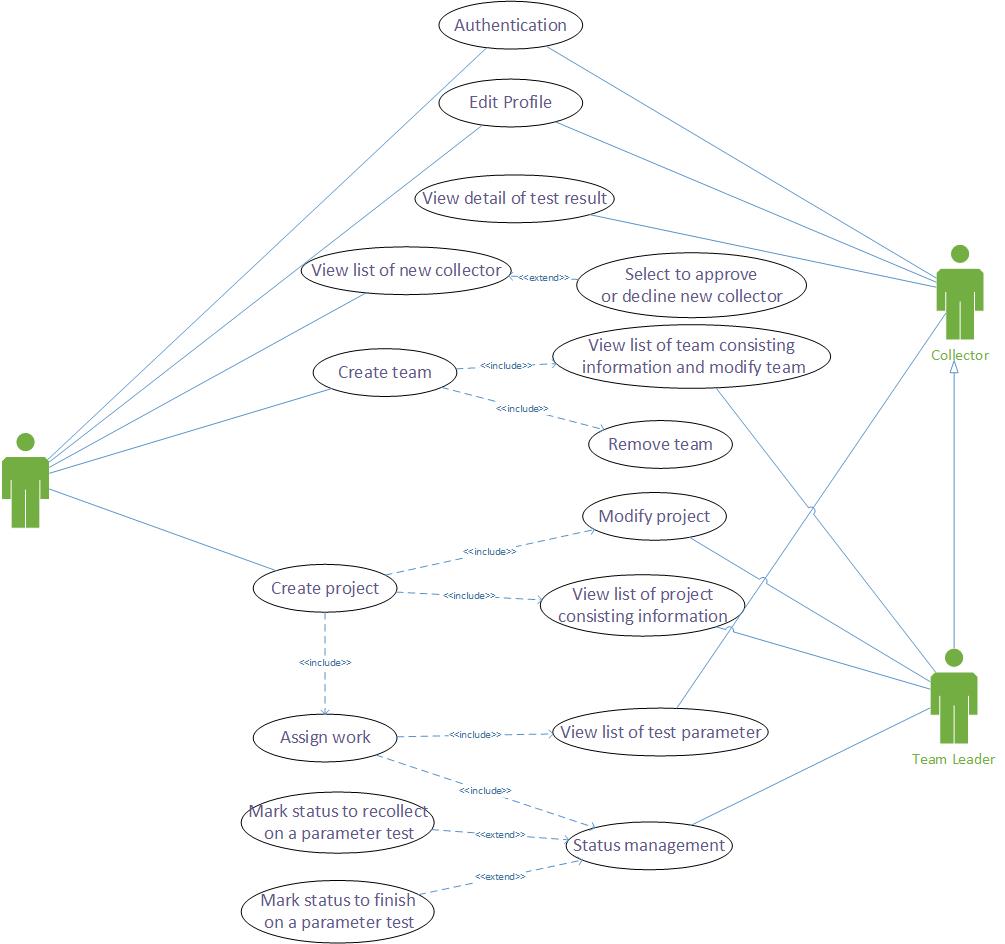 Authentication
Edit Profile
View detail of test result
View list of new collector
<<extend>>
Select to approve
or decline new collector
View list of team consisting
information and modify team
Collector
Create team
<<include>>
<<include>>
Remove team
Modify project
<<include>>
Create project
<<include>>
View list of project
consisting information
<<include>>
Assign work
<<include>>
View list of test parameter
Team Leader
<<include>>
Mark status to recollect
on a parameter test
<<extend>>
Status management
<<extend>>
Mark status to finish
on a parameter test